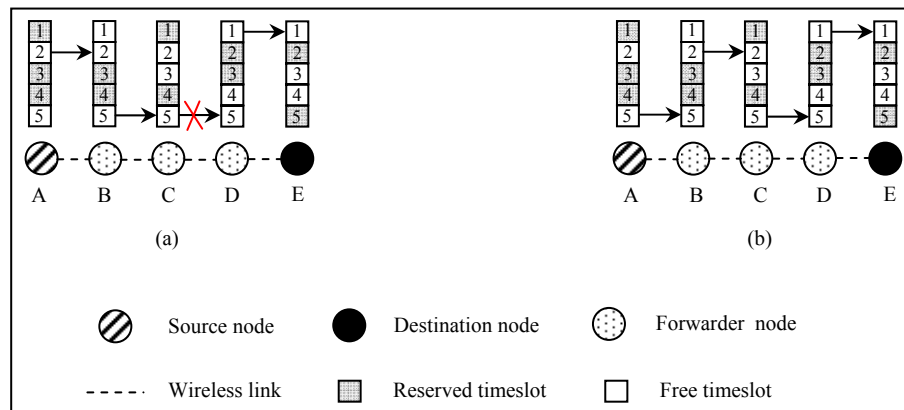 1 1 1 1 1
2 2 2 2 2
3 3 3 3 3
4 4 4 4 4
5 5 5 5 5
A B C D E
(a)
1 1 1 1 1
2 2 2 2 2
3 3 3 3 3
4 4 4 4 4
5 5 5 5 5
A B C D E
(b)
Source node
Destination node
Forwarder node
Wireless link
Reserved timeslot
Free timeslot